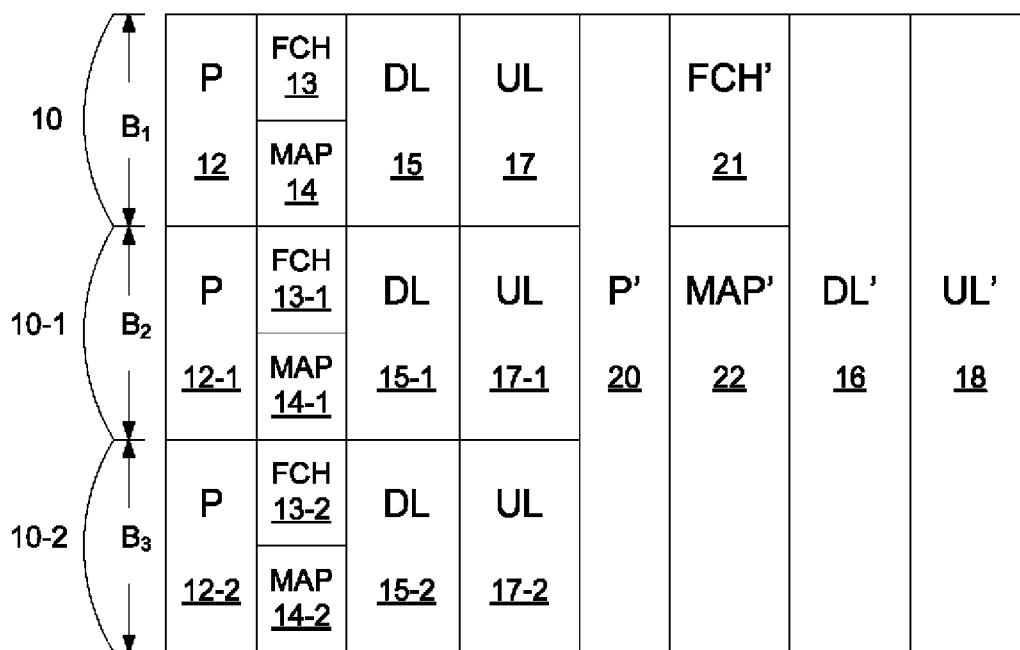 10
B₁
P
12
FCH
13
MAP
14
DL
15
UL
17
FCH’
21
10-1
B₂
P
12-1
FCH
13-1
MAP
14-1
DL
15-1
UL
17-1
P’
20
MAP’
22
DL’
16
UL’
18
10-2
B₃
P
12-2
FCH
13-2
MAP
14-2
DL
15-2
UL
17-2